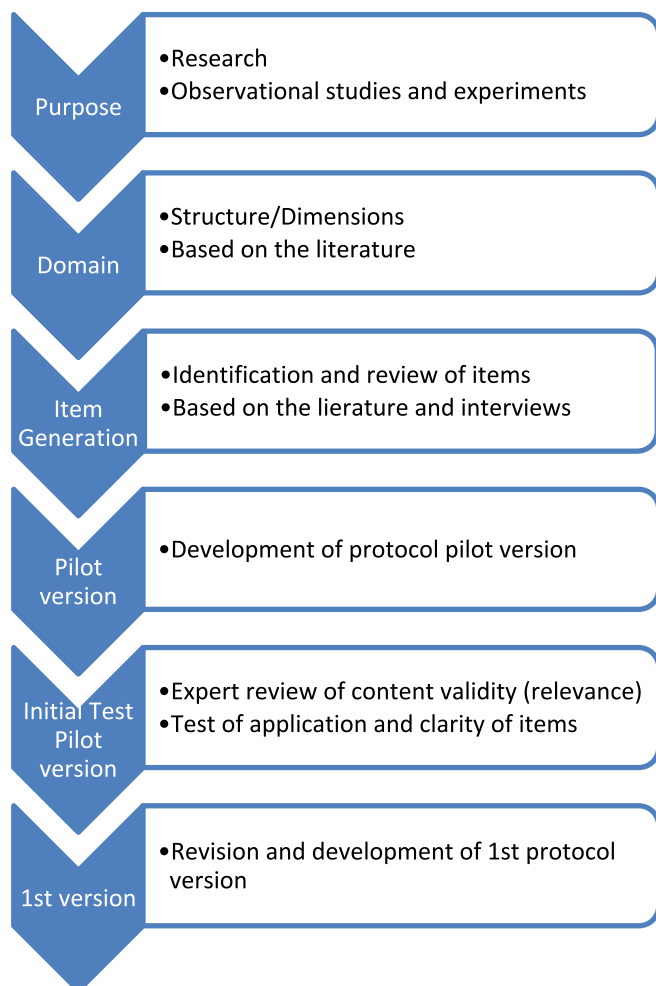 Purpose
•Research
•Observational studies and experiments
Domain
•Structure/Dimensions
•Based on the literature
Item
Generation
•Identification and review of items
•Based on the lierature and interviews
Pilot
version
•Development of protocol pilot version
Initial Test
Pilot
version
•Expert review of content validity (relevance)
•Test of application and clarity of items
1st version
•Revision and development of 1st protocol
version